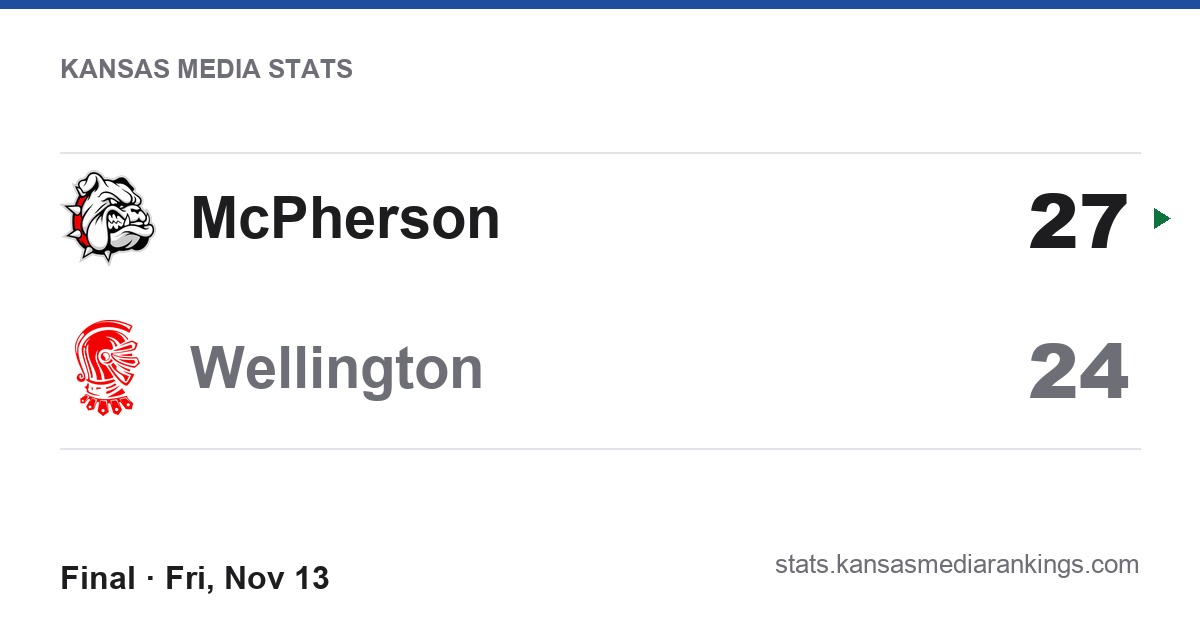 KANSAS MEDIA STATS
McPherson 27
Wellington 24
Final · Fri, Nov 13
stats.kansasmediarankings.com